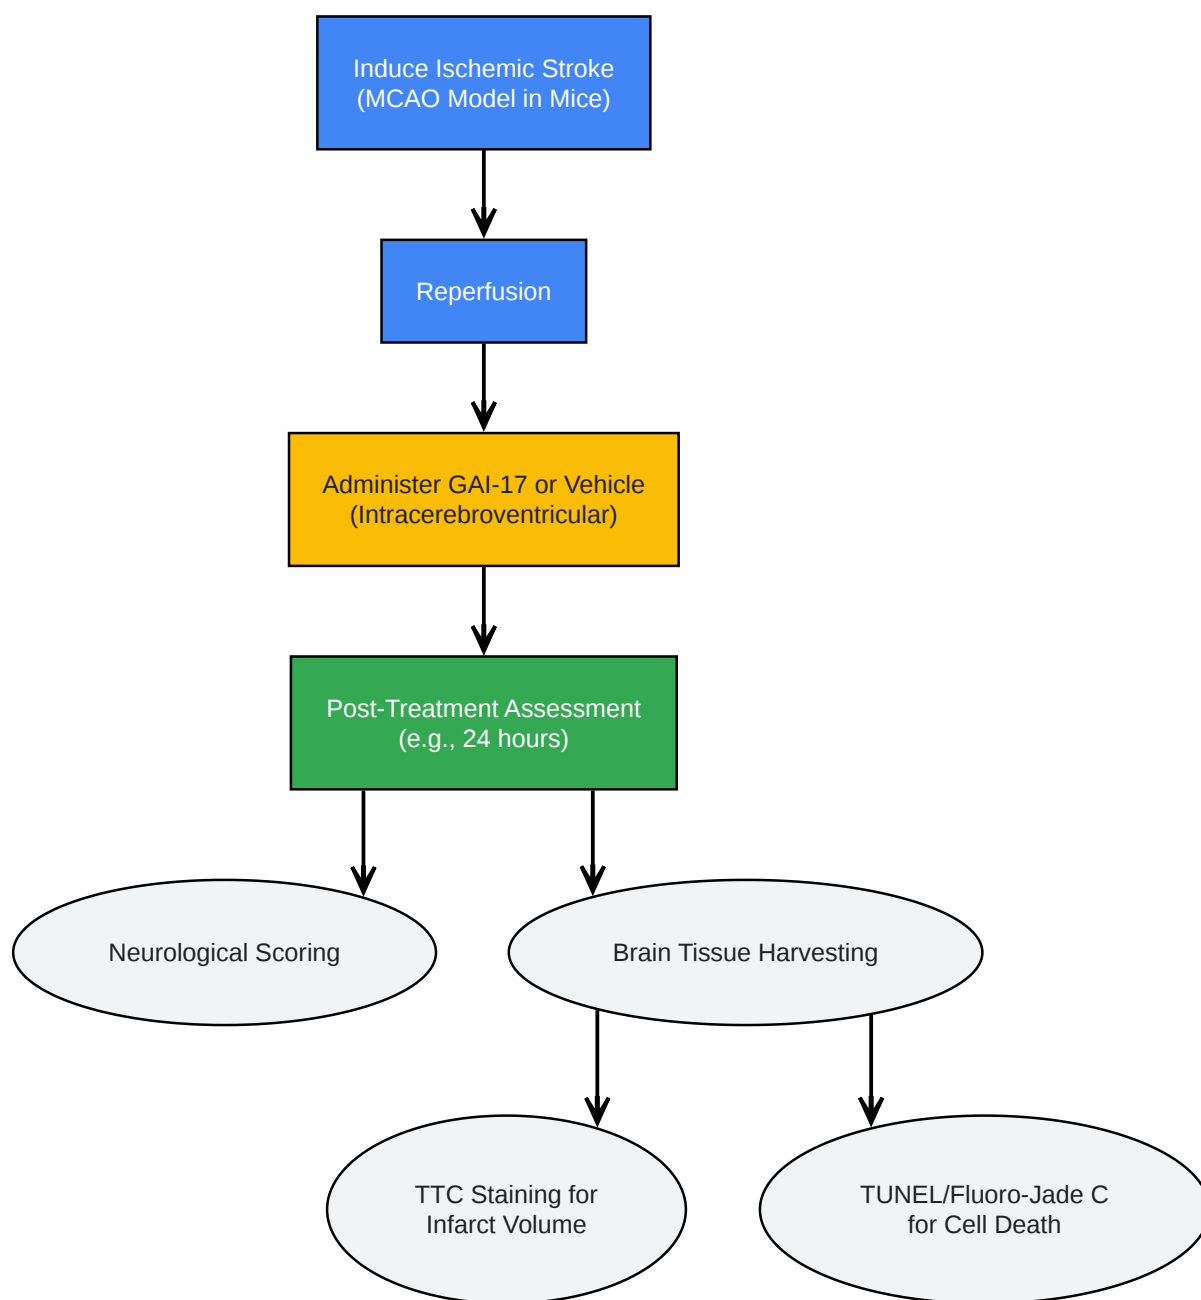 Induce Ischemic Stroke
(MCAO Model in Mice)
Reperfusion
Administer GAI-17 or Vehicle
(Intracerebroventricular)
Post-Treatment Assessment
(e.g., 24 hours)
Neurological Scoring
Brain Tissue Harvesting
TTC Staining for
Infarct Volume
TUNEL/Fluoro-Jade C
for Cell Death